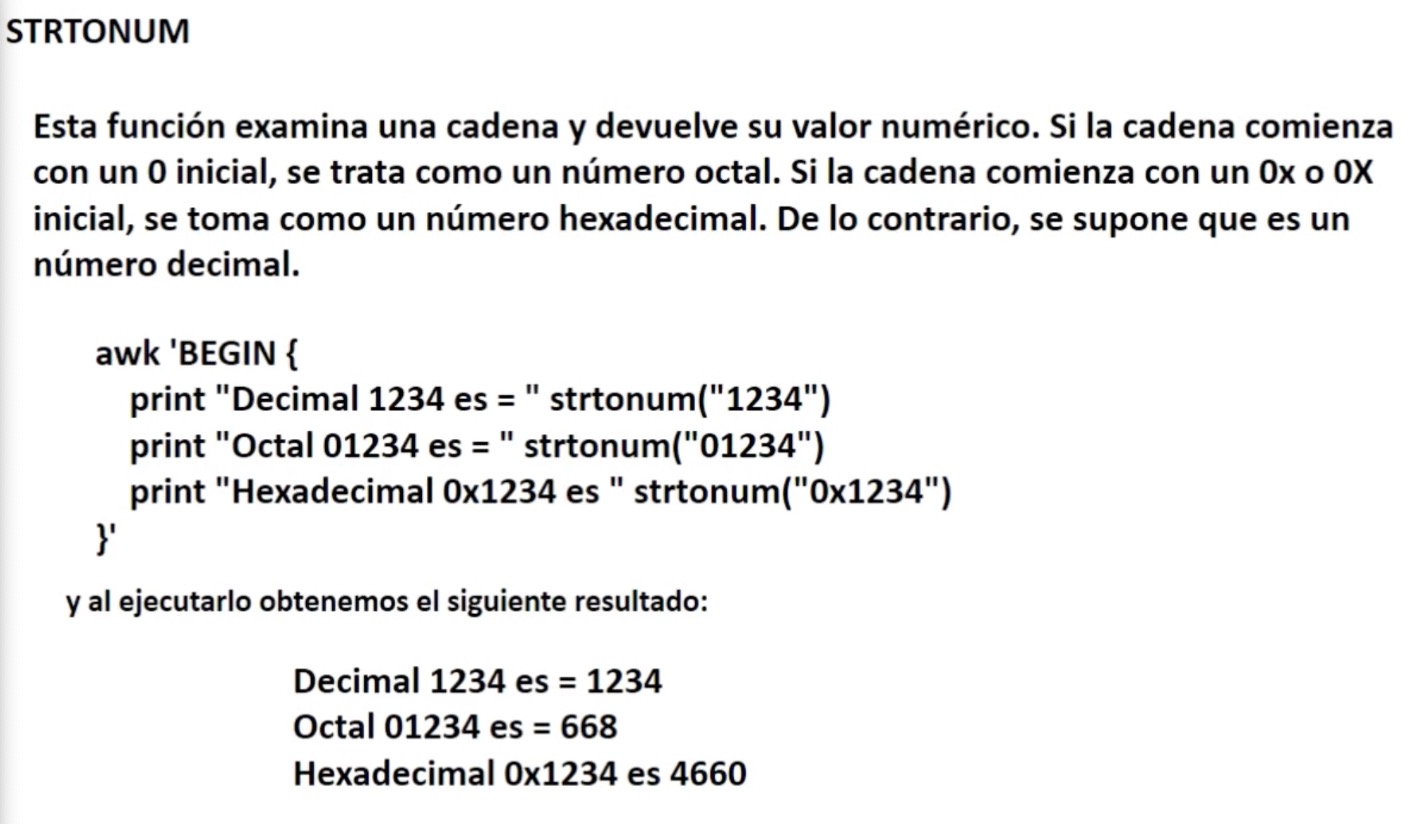 STRTONUM
Esta función examina una cadena y devuelve su valor numérico. Si la cadena comienza
con un 0 inicial, se trata como un número octal. Si la cadena comienza con un 0x o 0X
inicial, se toma como un número hexadecimal. De lo contrario, se supone que es un
número decimal.
awk 'BEGIN {
print "Decimal 1234 es = " strtonum("1234")
print "Octal 01234 es = " strtonum("01234")
print "Hexadecimal 0x1234 es " strtonum("0x1234")
}'
y al ejecutarlo obtenemos el siguiente resultado:
Decimal 1234 es = 1234
Octal 01234 es = 668
Hexadecimal 0x1234 es 4660